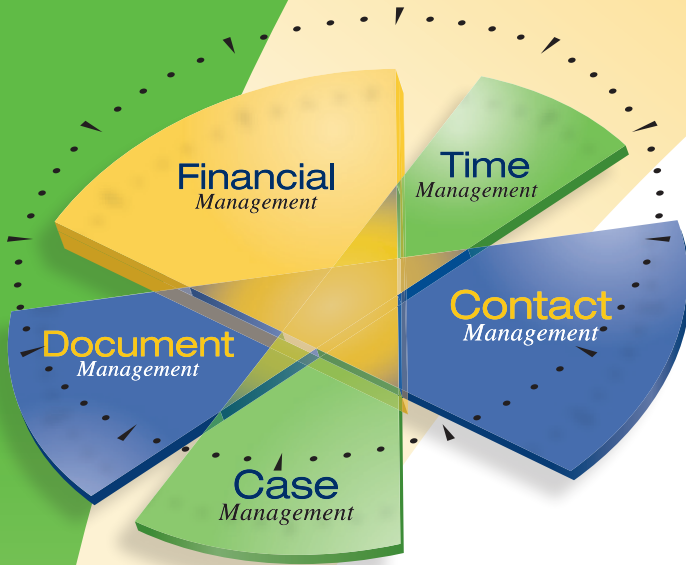 Financial
Management
Time
Management
Contact
Management
Document
Management
Case
Management